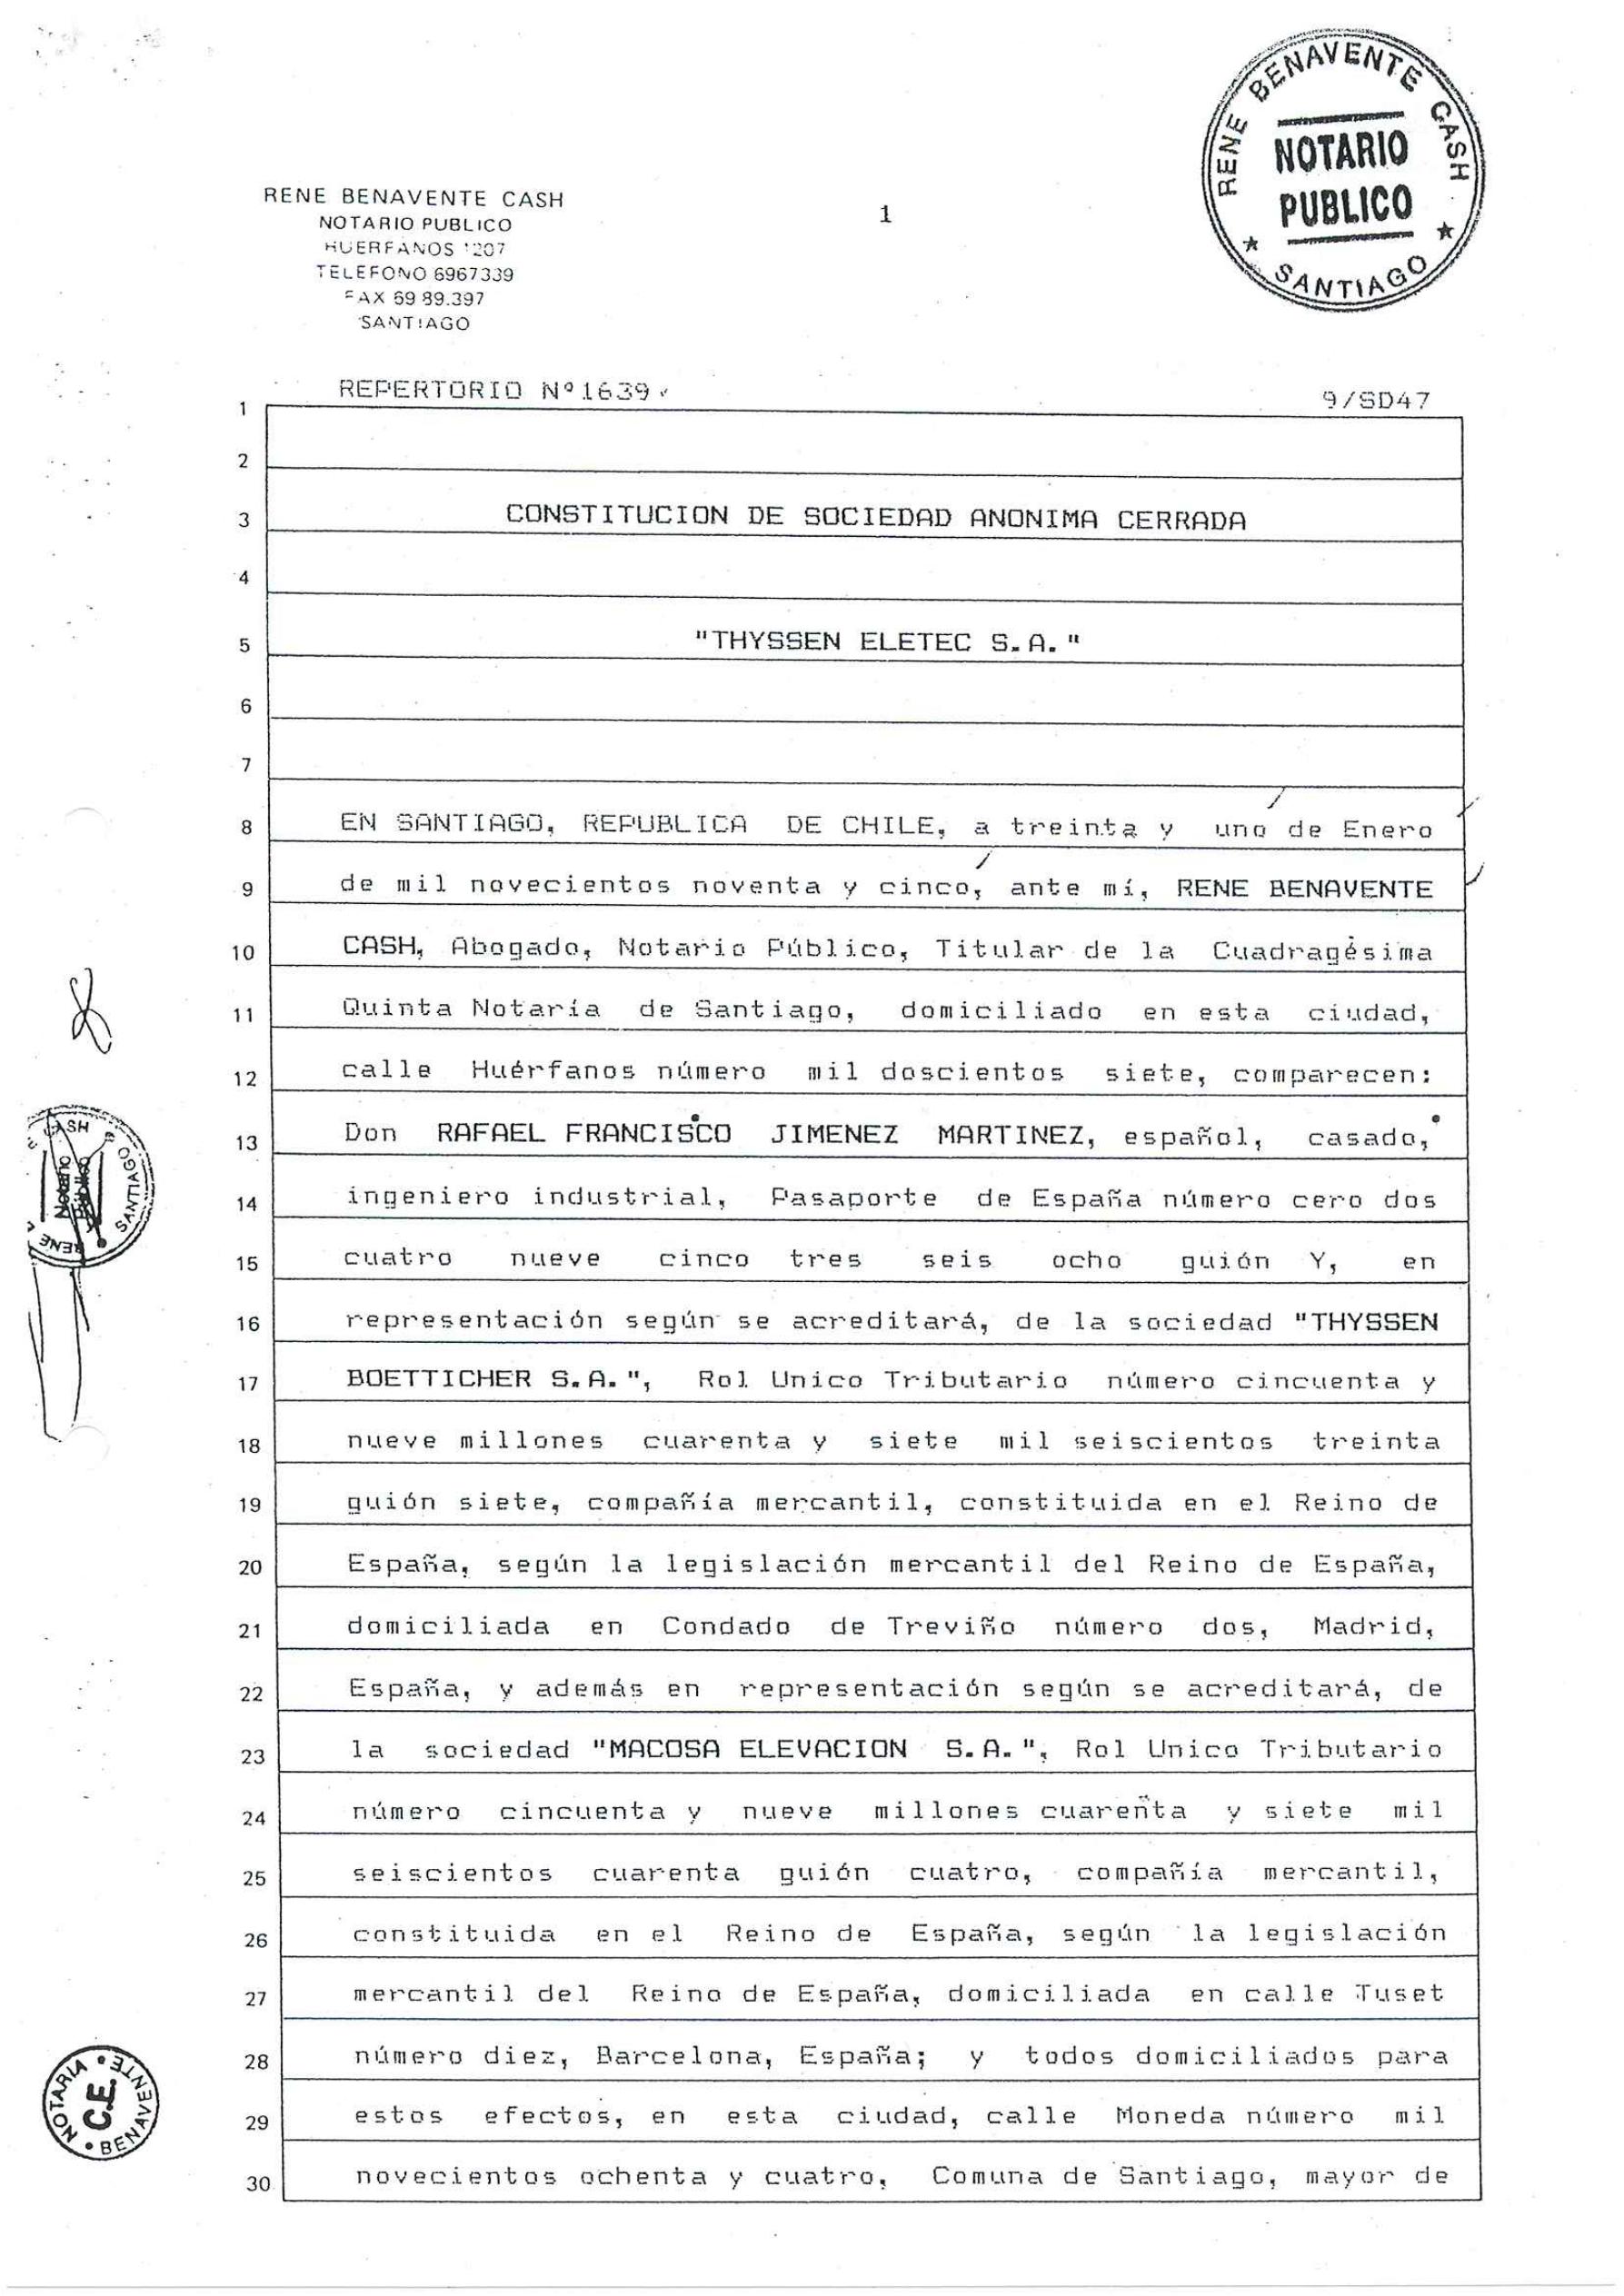 RENE BENAVENTE CASH
NOTARIO PUBLICO
SANTIAGO
RENE BENAVENTE CASH
NOTARIO PUBLICO
HUERFANOS 1207
TELEFONO 6967339
FAX 69 89.397
SANTIAGO
1
REPERTORIO Nº1639
9/SD47
1
2
3 CONSTITUCION DE SOCIEDAD ANONIMA CERRADA
4
5 "THYSSEN ELETEC S.A."
6
7
8 EN SANTIAGO, REPUBLICA DE CHILE, a treinta y uno de Enero
9 de mil novecientos noventa y cinco, ante mí, RENE BENAVENTE
10 CASH, Abogado, Notario Público, Titular de la Cuadragésima
11 Quinta Notaría de Santiago, domiciliado en esta ciudad,
12 calle Huérfanos número mil doscientos siete, comparecen:
13 Don RAFAEL FRANCISCO JIMENEZ MARTINEZ, español, casado,
14 ingeniero industrial, Pasaporte de España número cero dos
15 cuatro nueve cinco tres seis ocho guión Y, en
16 representación según se acreditará, de la sociedad "THYSSEN
17 BOETTICHER S.A.", Rol Unico Tributario número cincuenta y
18 nueve millones cuarenta y siete mil seiscientos treinta
19 guión siete, compañía mercantil, constituida en el Reino de
20 España, según la legislación mercantil del Reino de España,
21 domiciliada en Condado de Treviño número dos, Madrid,
22 España, y además en representación según se acreditará, de
23 la sociedad "MACOSA ELEVACION S.A.", Rol Unico Tributario
24 número cincuenta y nueve millones cuarenta y siete mil
25 seiscientos cuarenta guión cuatro, compañía mercantil,
26 constituida en el Reino de España, según la legislación
27 mercantil del Reino de España, domiciliada en calle Tuset
28 número diez, Barcelona, España; y todos domiciliados para
29 estos efectos, en esta ciudad, calle Moneda número mil
30 novecientos ochenta y cuatro, Comuna de Santiago, mayor de
RENE CASH
SANTIAGO
Notario
Público
NOTARIA BENAVENTE
C.E.